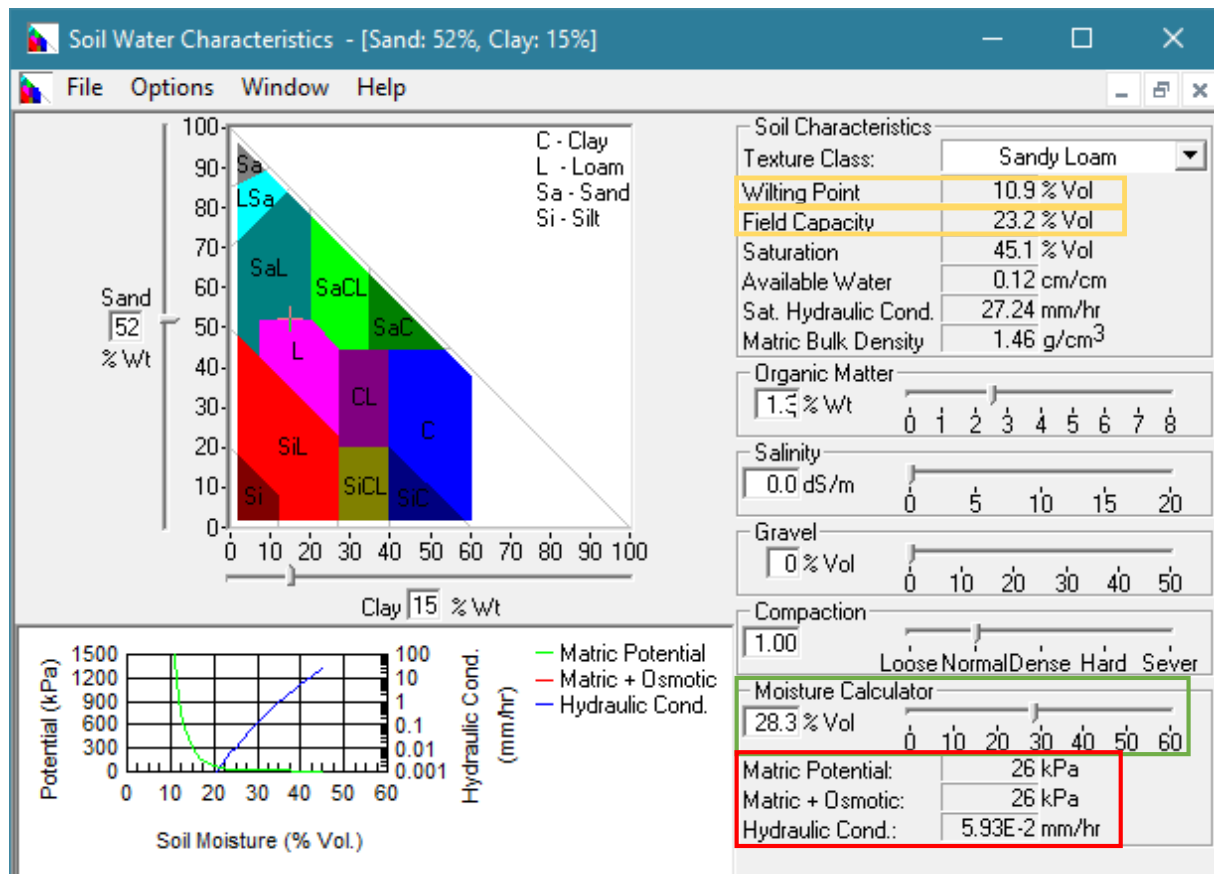 Soil Water Characteristics - [Sand: 52%, Clay: 15%]
File Options Window Help
C - Clay
L - Loam
Sa - Sand
Si - Silt
100
90
80
70
60
50
40
30
20
10
0
Sand
52
% Wt
Sa
LSa
SaL
SaCL
SaC
L
CL
C
SiL
SiCL
Si
SiC
0 10 20 30 40 50 60 70 80 90 100
Clay 15 % Wt
Potential (kPa)
1500
1200
900
600
300
0
100
10
1
0.1
0.01
0.001
Hydraulic Cond.
(mm/hr)
0 10 20 30 40 50 60
Soil Moisture (% Vol.)
Matric Potential
Matric + Osmotic
Hydraulic Cond.
Soil Characteristics
Texture Class: Sandy Loam
Wilting Point 10.9 % Vol
Field Capacity 23.2 % Vol
Saturation 45.1 % Vol
Available Water 0.12 cm/cm
Sat. Hydraulic Cond. 27.24 mm/hr
Matric Bulk Density 1.46 g/cm3
Organic Matter
% Wt
0 1 2 3 4 5 6 7 8
Salinity
0.0 dS/m
0 5 10 15 20
Gravel
0 % Vol
0 10 20 30 40 50
Compaction
1.00
Loose Normal Dense Hard Sever
Moisture Calculator
28.3 % Vol
0 10 20 30 40 50 60
Matric Potential: 26 kPa
Matric + Osmotic: 26 kPa
Hydraulic Cond.: 5.93E-2 mm/hr